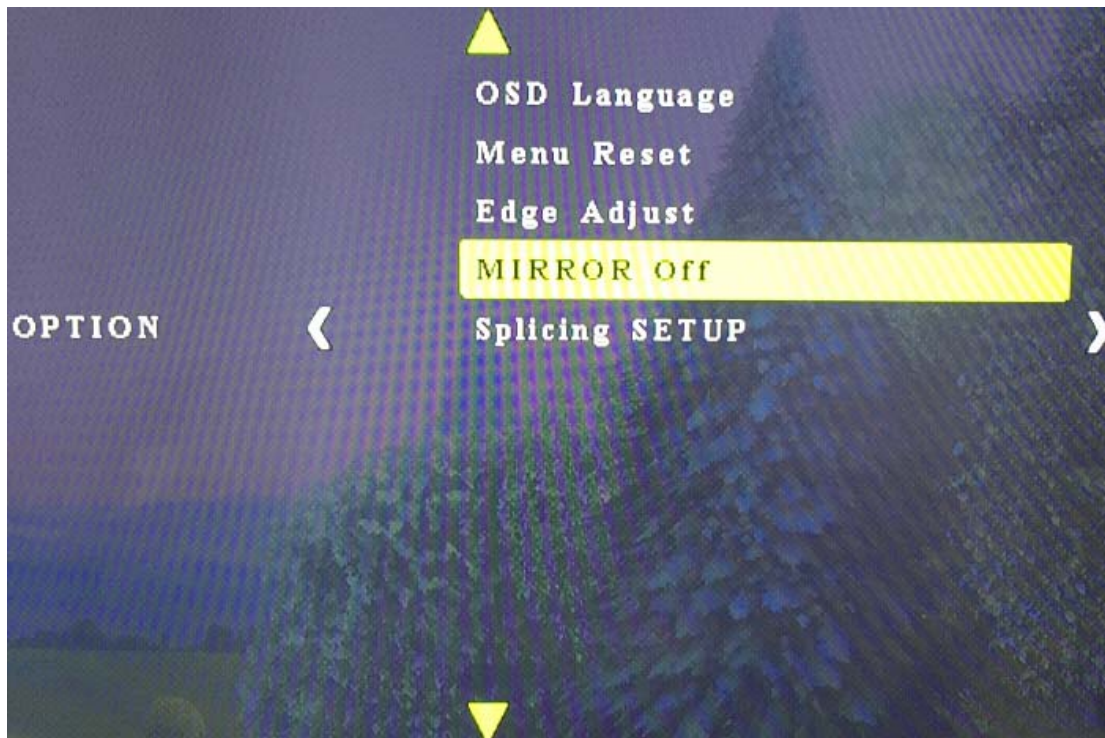 OSD Language
Menu Reset
Edge Adjust
MIRROR Off
OPTION
Splicing SETUP